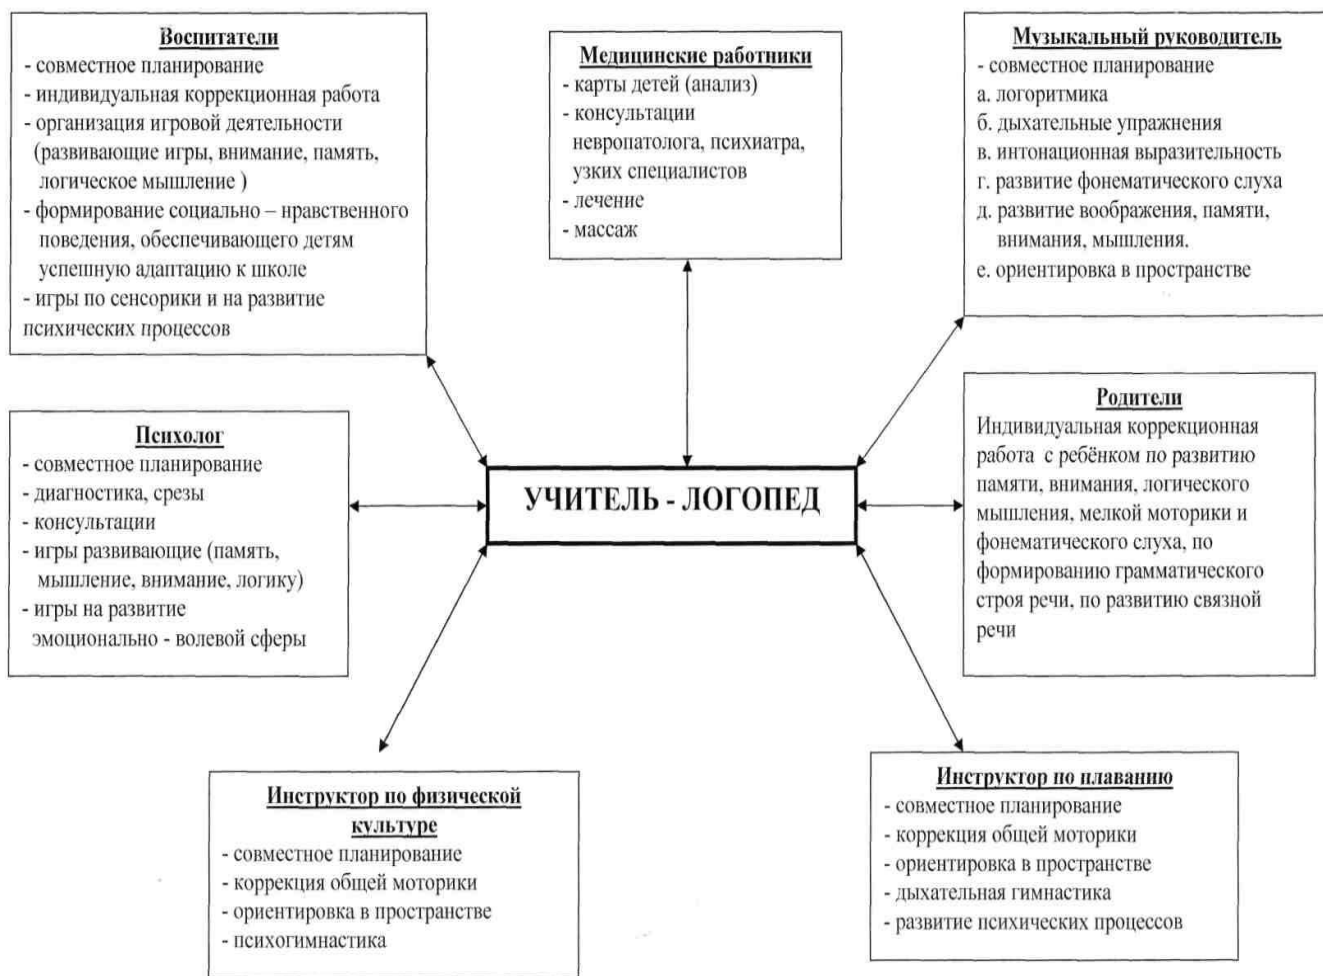 Воспитатели
- совместное планирование
- индивидуальная коррекционная работа
- организация игровой деятельности
(развивающие игры, внимание, память,
логическое мышление )
- формирование социально – нравственного
поведения, обеспечивающего детям
успешную адаптацию к школе
- игры по сенсорики и на развитие
психических процессов
Медицинские работники
- карты детей (анализ)
- консультации
невропатолога, психиатра,
узких специалистов
- лечение
- массаж
Музыкальный руководитель
- совместное планирование
а. логоритмика
б. дыхательные упражнения
в. интонационная выразительность
г. развитие фонематического слуха
д. развитие воображения, памяти,
внимания, мышления.
е. ориентировка в пространстве
Психолог
- совместное планирование
- диагностика, срезы
- консультации
- игры развивающие (память,
мышление, внимание, логику)
- игры на развитие
эмоционально - волевой сферы
УЧИТЕЛЬ - ЛОГОПЕД
Родители
Индивидуальная коррекционная
работа с ребёнком по развитию
памяти, внимания, логического
мышления, мелкой моторики и
фонематического слуха, по
формированию грамматического
строя речи, по развитию связной
речи
Инструктор по физической
культуре
- совместное планирование
- коррекция общей моторики
- ориентировка в пространстве
- психогимнастика
Инструктор по плаванию
- совместное планирование
- коррекция общей моторики
- ориентировка в пространстве
- дыхательная гимнастика
- развитие психических процессов